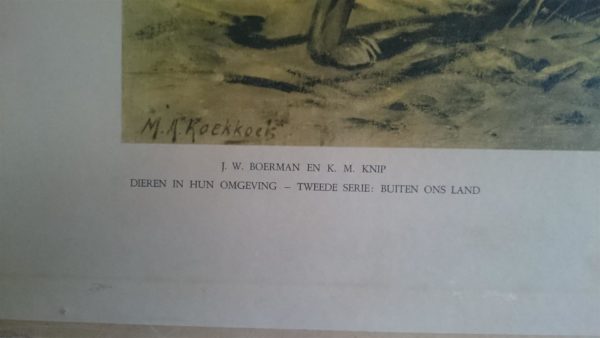 M.A. Koekkoek
J. W. BOERMAN EN K. M. KNIP
DIEREN IN HUN OMGEVING – TWEEDE SERIE: BUITEN ONS LAND